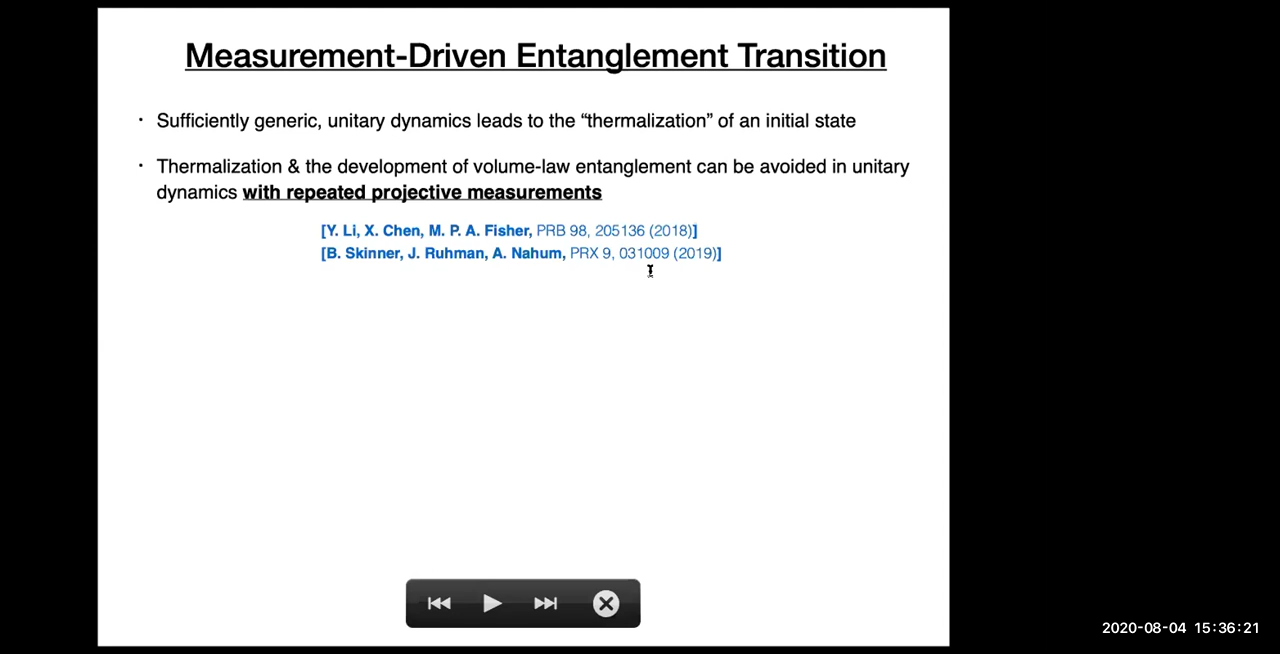 Measurement-Driven Entanglement Transition
· Sufficiently generic, unitary dynamics leads to the “thermalization” of an initial state
· Thermalization & the development of volume-law entanglement can be avoided in unitary
dynamics with repeated projective measurements
[Y. Li, X. Chen, M. P. A. Fisher, PRB 98, 205136 (2018)]
[B. Skinner, J. Ruhman, A. Nahum, PRX 9, 031009 (2019)]
2020-08-04 15:36:21